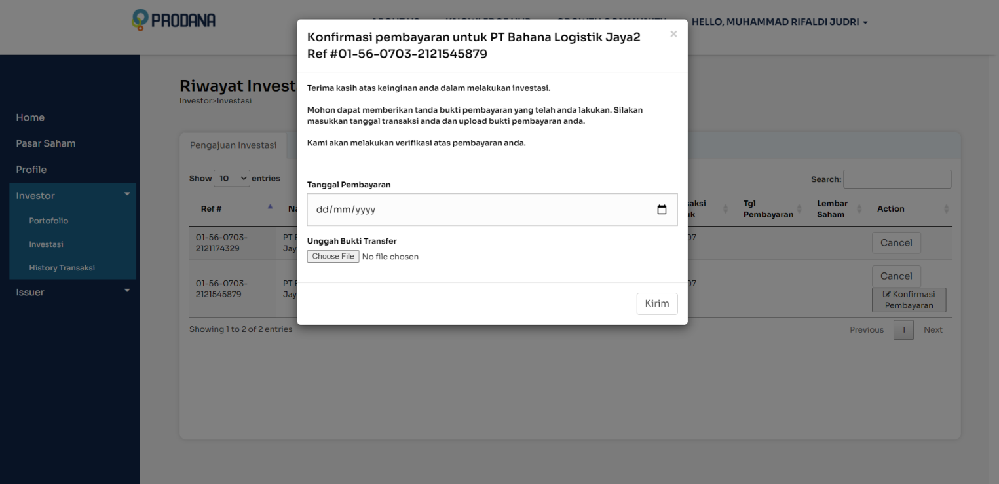 PRODANA
HELLO, MUHAMMAD RIFALDI JUDRI
Konfirmasi pembayaran untuk PT Bahana Logistik Jaya2
Ref #01-56-0703-2121545879
×
Terima kasih atas keinginan anda dalam melakukan investasi.
Mohon dapat memberikan tanda bukti pembayaran yang telah anda lakukan. Silakan
masukkan tanggal transaksi anda dan upload bukti pembayaran anda.
Kami akan melakukan verifikasi atas pembayaran anda.
Tanggal Pembayaran
dd/mm/yyyy
Unggah Bukti Transfer
Choose File No file chosen
Kirim
Home
Pasar Saham
Profile
Investor
Portofolio
Investasi
History Transaksi
Issuer
Riwayat Invest
Investor>Investasi
Pengajuan Investasi
Show 10 entries
Search:
Ref # Tgl Pembayaran Lembar Saham Action
01-56-0703-
2121174329
PT
Jay
07
Cancel
01-56-0703-
2121545879
PT
Jay
07
Cancel
Konfirmasi
Pembayaran
Showing 1 to 2 of 2 entries
Previous 1 Next